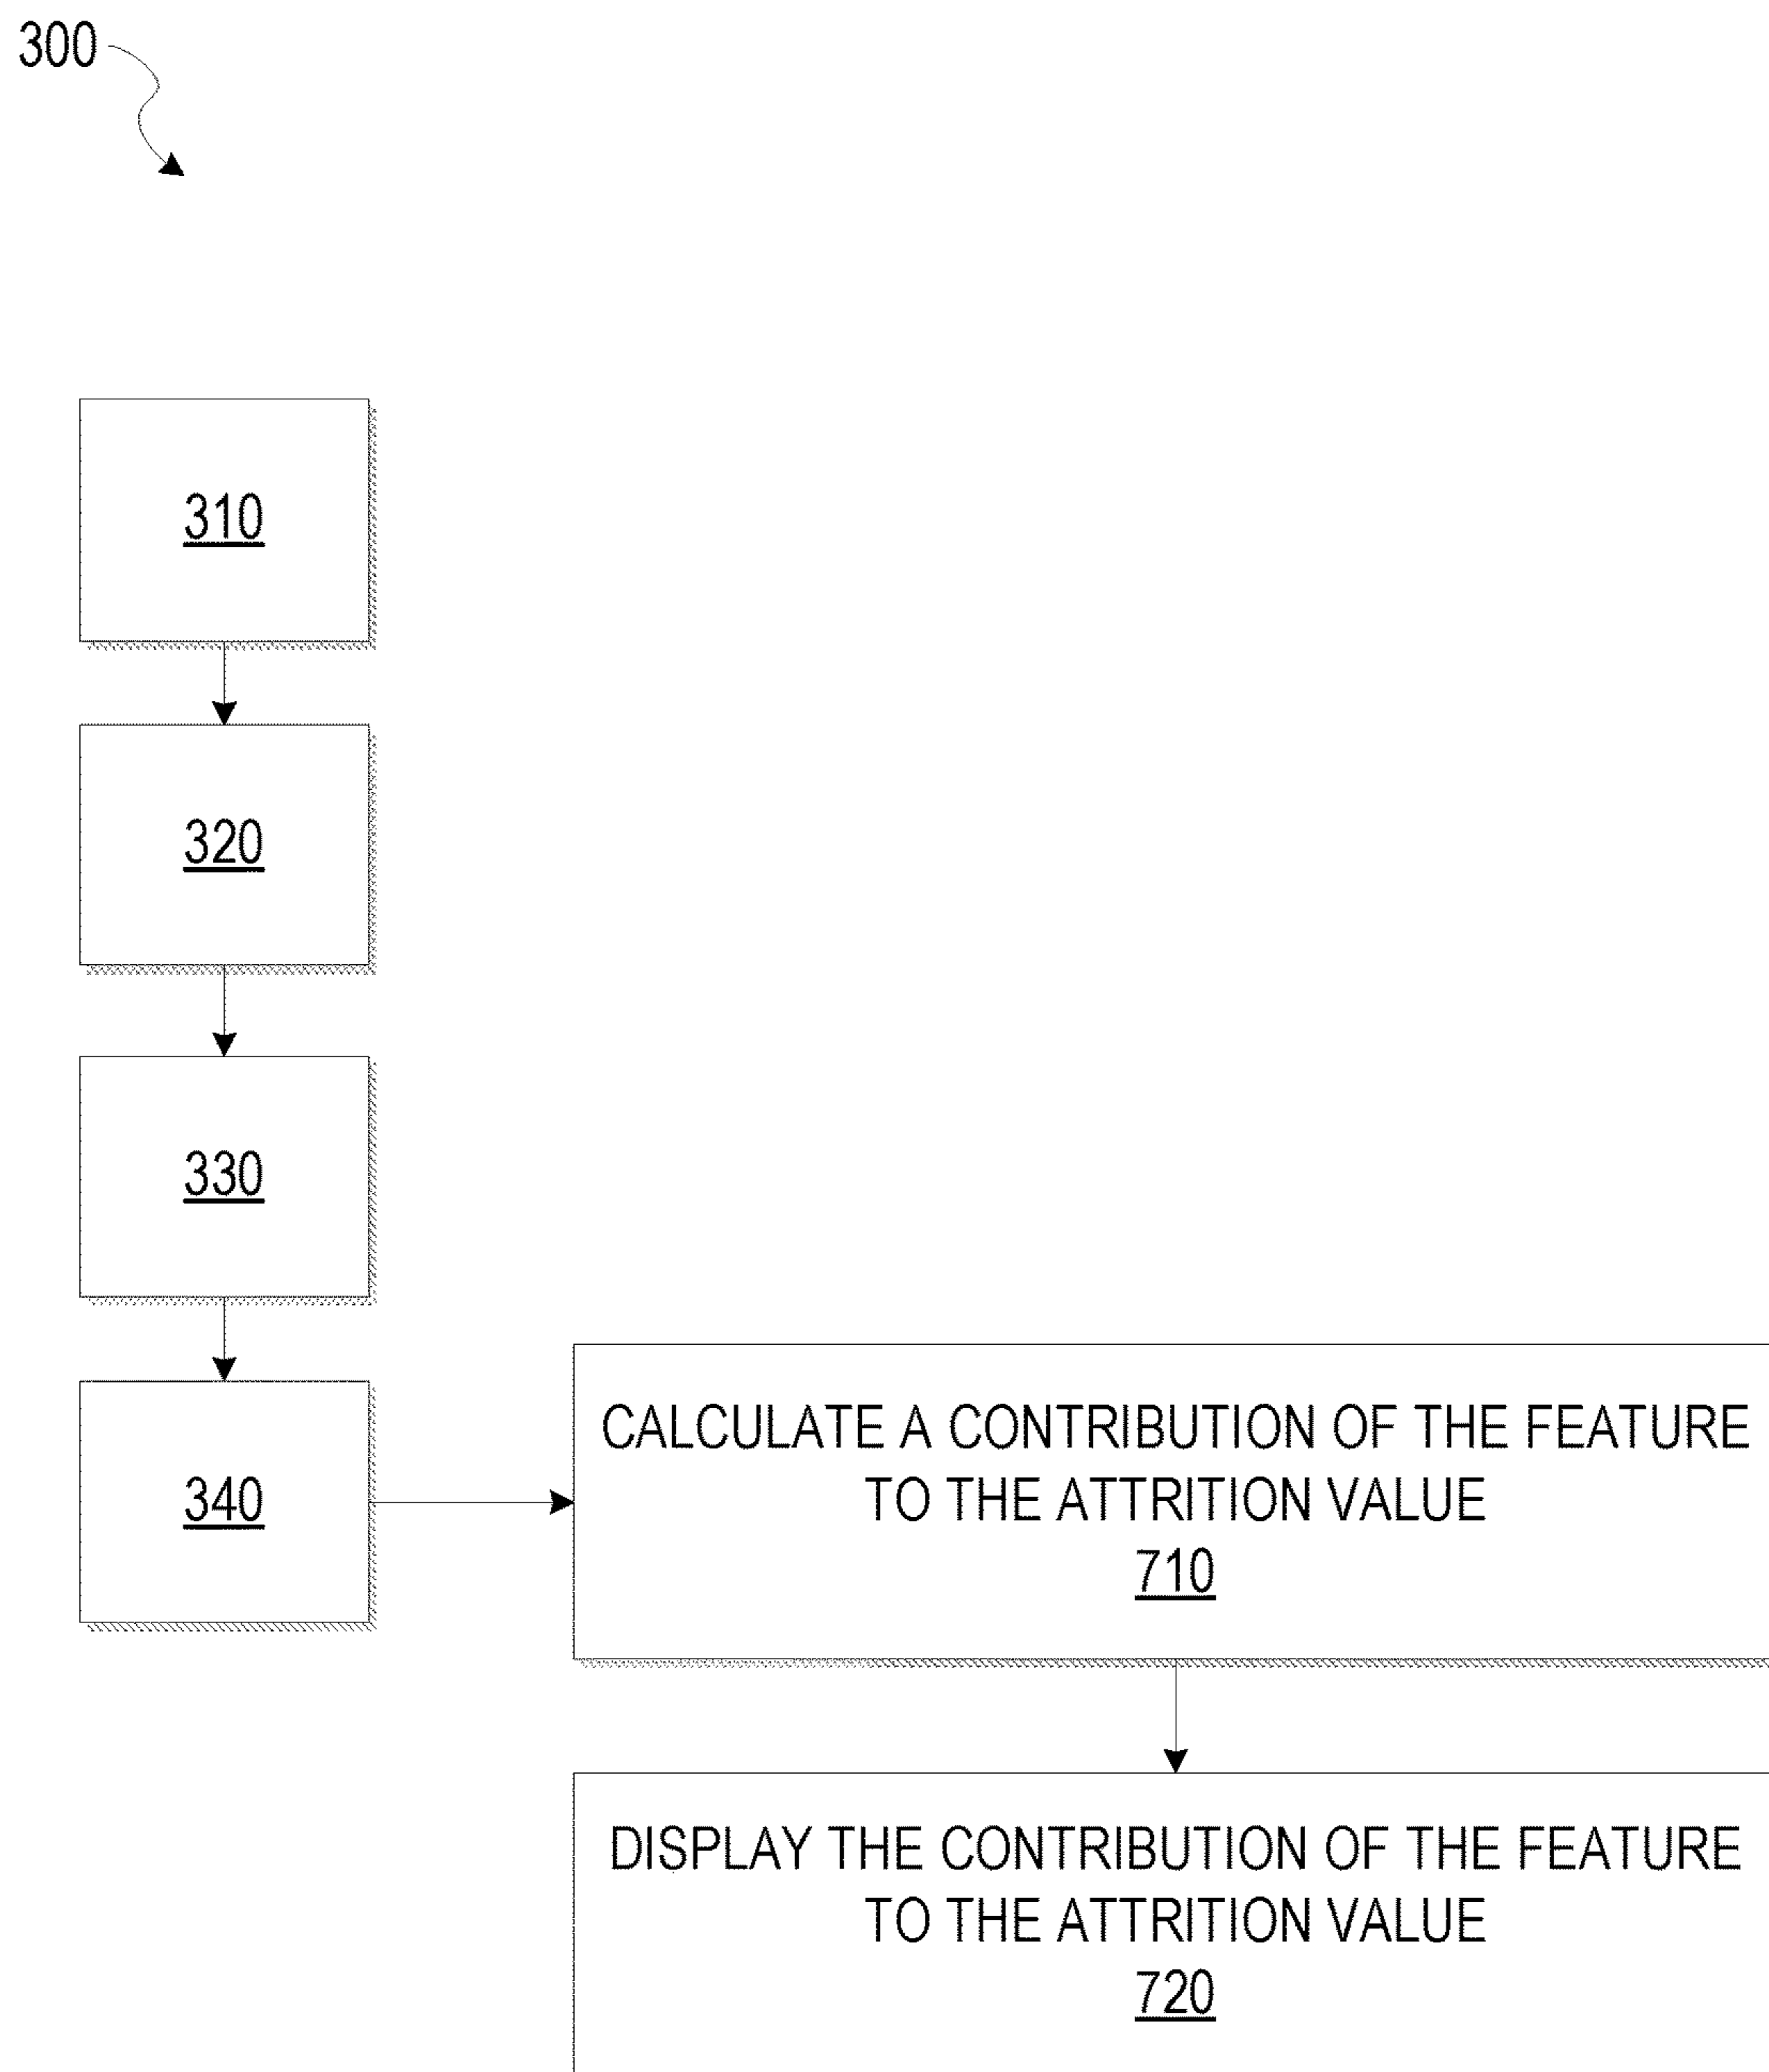 300
310
320
330
340
CALCULATE A CONTRIBUTION OF THE FEATURE
TO THE ATTRITION VALUE
710
DISPLAY THE CONTRIBUTION OF THE FEATURE
TO THE ATTRITION VALUE
720